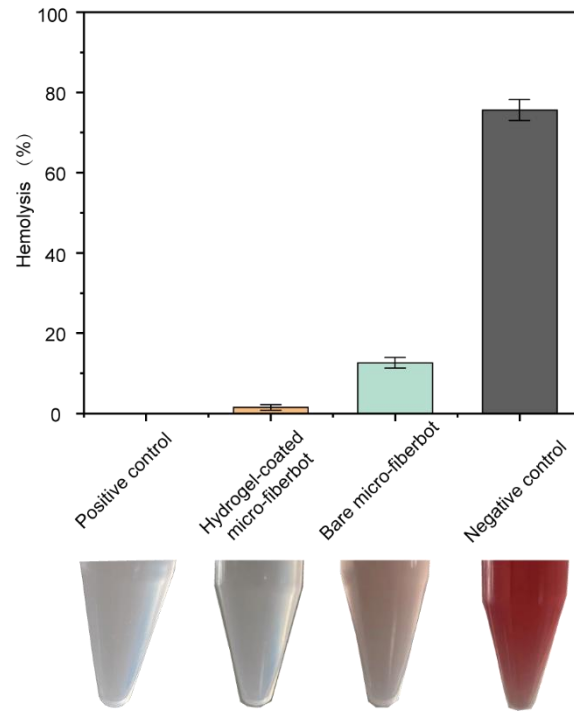 100
80
60
40
20
0
Hemolysis （%）
Positive control
Hydrogel-coated
micro-fiberbot
Bare micro-fiberbot
Negative control